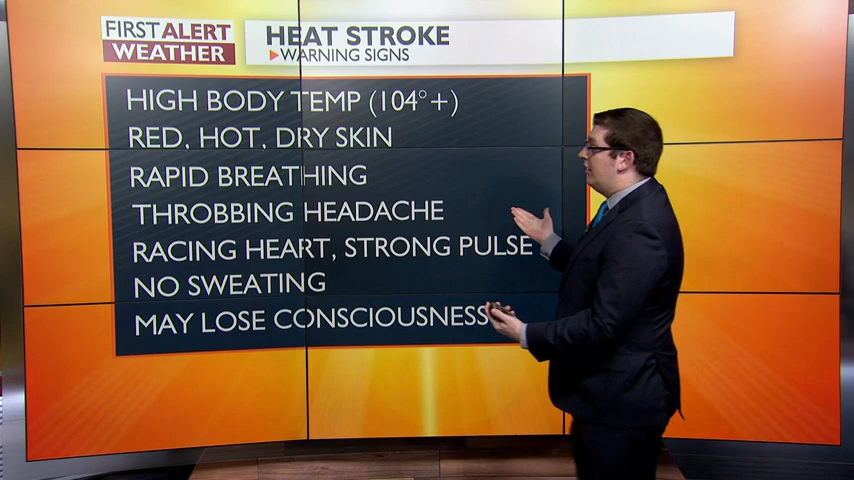 FIRST ALERT
WEATHER
HEAT STROKE
WARNING SIGNS
HIGH BODY TEMP (104°+)
RED, HOT, DRY SKIN
RAPID BREATHING
THROBBING HEADACHE
RACING HEART, STRONG PULSE
NO SWEATING
MAY LOSE CONSCIOUSNESS